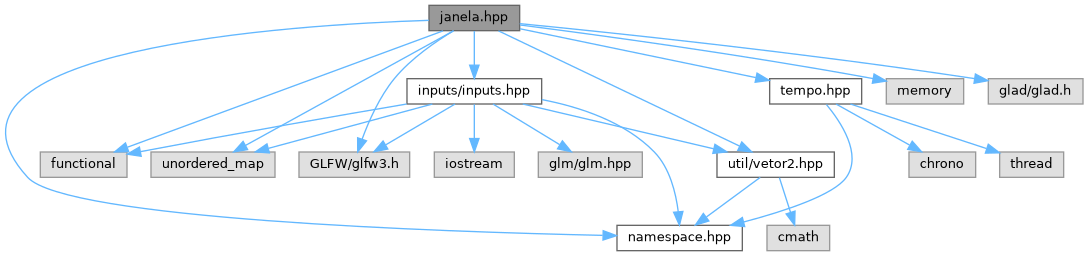 janela.hpp
inputs/inputs.hpp
tempo.hpp
memory
glad/glad.h
functional
unordered_map
GLFW/glfw3.h
iostream
glm/glm.hpp
util/vetor2.hpp
chrono
thread
namespace.hpp
cmath